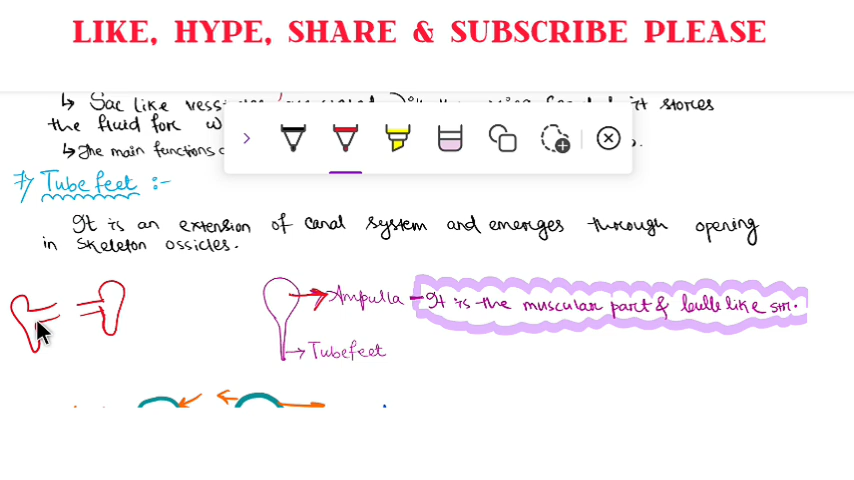 LIKE, HYPE, SHARE & SUBSCRIBE PLEASE
↳ Sac like it stores
the fluid for
↳ The main functions
7) Tube feet :-
It is an extension of canal system and emerges through opening
in skeleton ossicles.
Ampulla - It is the muscular part & bulb like str.
Tubefeet